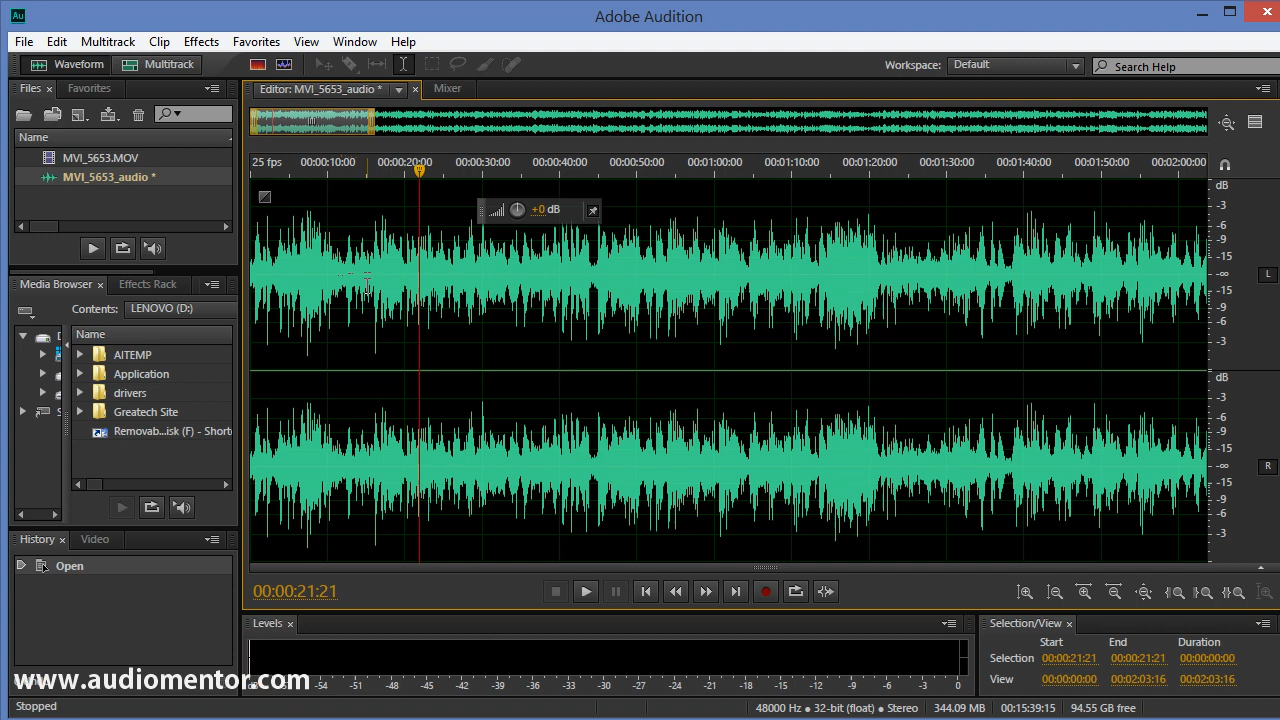 Au
Adobe Audition
File Edit Multitrack Clip Effects Favorites View Window Help
Waveform Multitrack
Workspace: Default
Search Help
Files Favorites
Name
MVI_5653.MOV
MVI_5653_audio *
Media Browser Effects Rack
Contents: LENOVO (D:)
Name
AITEMP
Application
drivers
Greatech Site
Removab...isk (F) - Short
History Video
Open
www.audiomentor.com
Stopped
Editor: MVI_5653_audio * Mixer
25 fps 00:00:10:00 00:00:20:00 00:00:30:00 00:00:40:00 00:00:50:00 00:01:00:00 00:01:10:00 00:01:20:00 00:01:30:00 00:01:40:00 00:01:50:00 00:02:00:00
+0 dB
dB
-3
-6
-9
-15
-∞
-15
-9
-6
-3
L
dB
-3
-6
-9
-15
-∞
-15
-9
-6
-3
R
00:00:21:21
Levels
-54 -51 -48 -45 -42 -39 -36 -33 -30 -27 -24 -21 -18 -15 -12 -9 -6 -3 0
Selection/View
Start End Duration
Selection 00:00:21:21 00:00:21:21 00:00:00:00
View 00:00:00:00 00:02:03:16 00:02:03:16
48000 Hz ● 32-bit (float) ● Stereo 344.09 MB 00:15:39:15 94.55 GB free